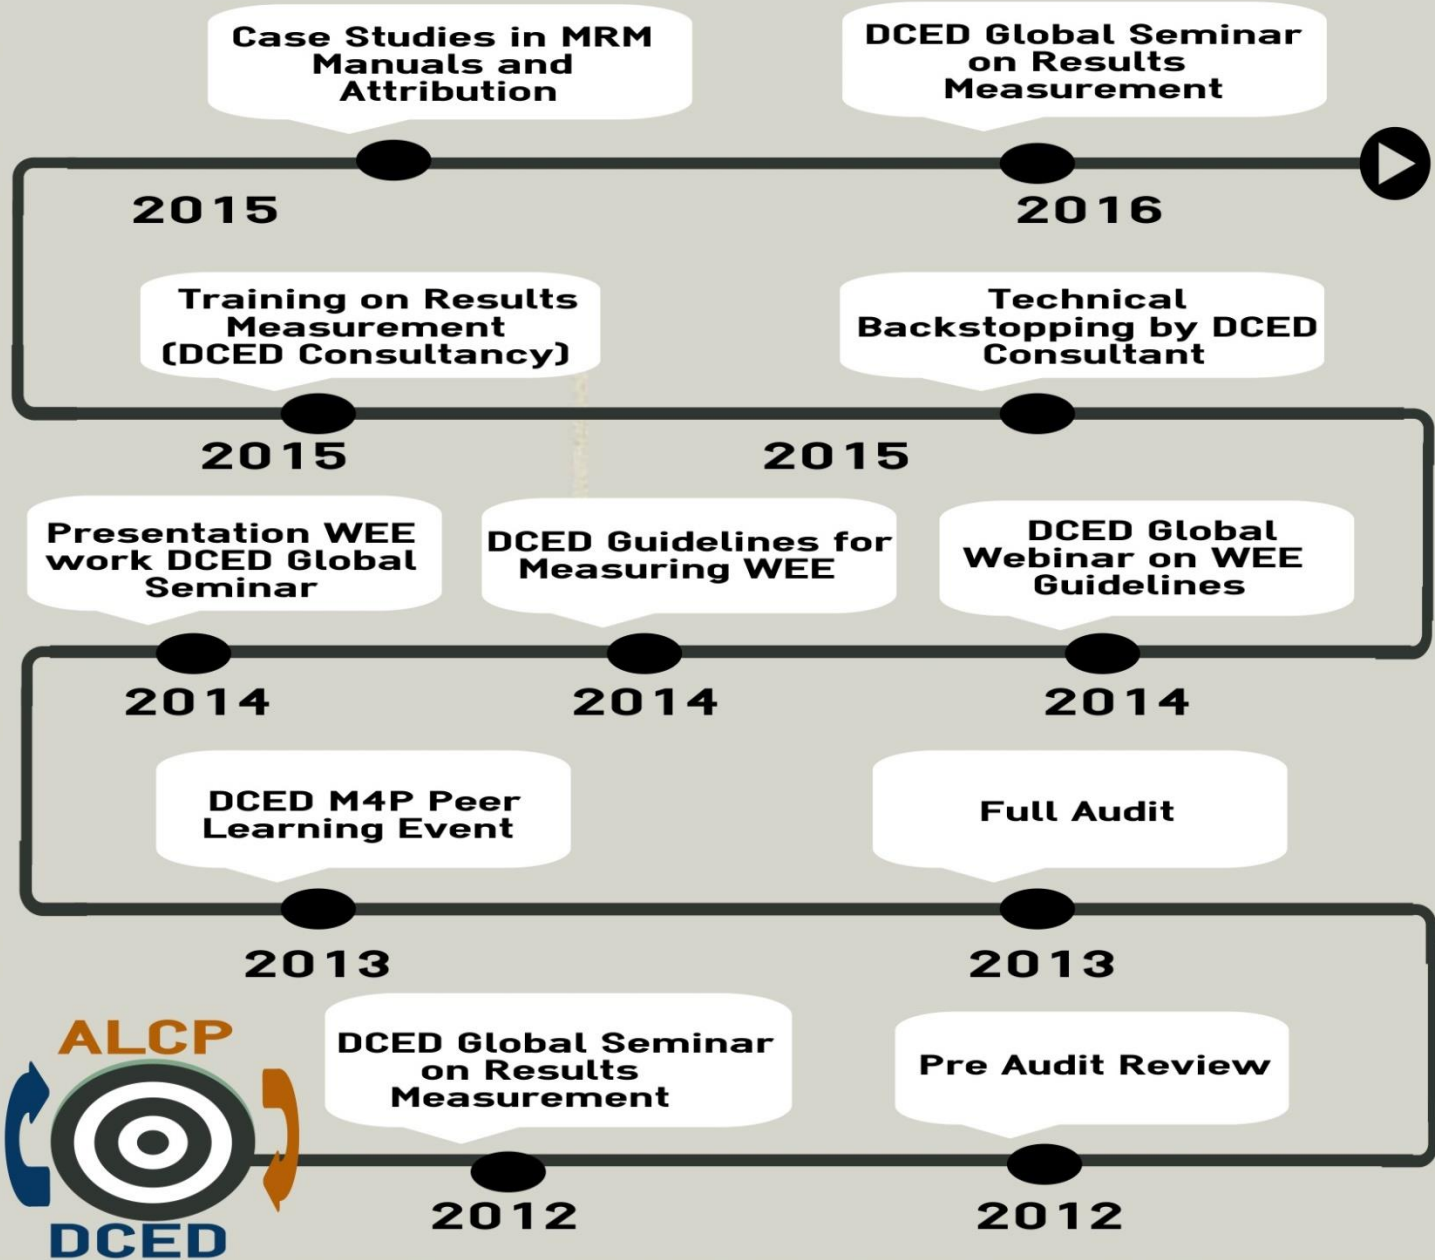 Case Studies in MRM
Manuals and
Attribution
DCED Global Seminar
on Results
Measurement
2015
2016
Training on Results
Measurement
(DCED Consultancy)
Technical
Backstopping by DCED
Consultant
2015
2015
Presentation WEE
work DCED Global
Seminar
DCED Guidelines for
Measuring WEE
DCED Global
Webinar on WEE
Guidelines
2014
2014
2014
DCED M4P Peer
Learning Event
Full Audit
2013
2013
ALCP
DCED
DCED Global Seminar
on Results
Measurement
Pre Audit Review
2012
2012